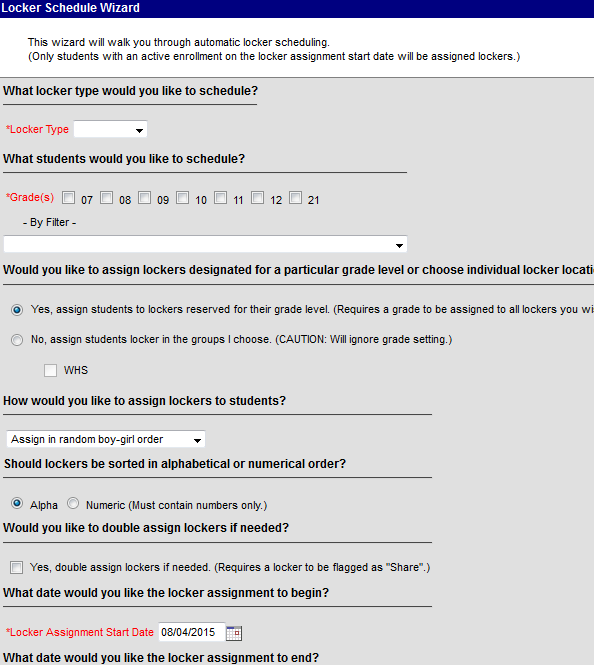 Locker Schedule Wizard
This wizard will walk you through automatic locker scheduling.
(Only students with an active enrollment on the locker assignment start date will be assigned lockers.)
What locker type would you like to schedule?
*Locker Type
What students would you like to schedule?
*Grade(s) 07 08 09 10 11 12 21
- By Filter -
Would you like to assign lockers designated for a particular grade level or choose individual locker locati
Yes, assign students to lockers reserved for their grade level. (Requires a grade to be assigned to all lockers you wi
No, assign students locker in the groups I choose. (CAUTION: Will ignore grade setting.)
WHS
How would you like to assign lockers to students?
Assign in random boy-girl order
Should lockers be sorted in alphabetical or numerical order?
Alpha Numeric (Must contain numbers only.)
Would you like to double assign lockers if needed?
Yes, double assign lockers if needed. (Requires a locker to be flagged as "Share".)
What date would you like the locker assignment to begin?
*Locker Assignment Start Date 08/04/2015
What date would you like the locker assignment to end?